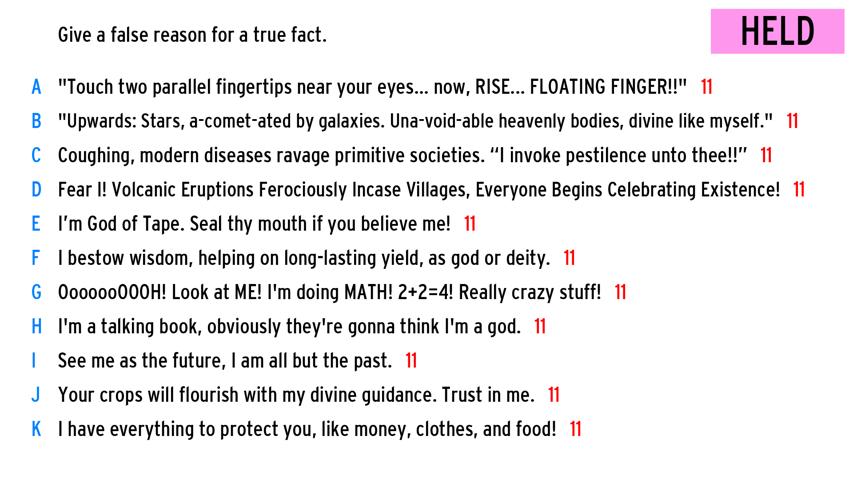 Give a false reason for a true fact.
HELD
A "Touch two parallel fingertips near your eyes... now, RISE... FLOATING FINGER!!" 11
B "Upwards: Stars, a-comet-ated by galaxies. Una-void-able heavenly bodies, divine like myself." 11
C Coughing, modern diseases ravage primitive societies. “I invoke pestilence unto thee!!” 11
D Fear I! Volcanic Eruptions Ferociously Incase Villages, Everyone Begins Celebrating Existence! 11
E I’m God of Tape. Seal thy mouth if you believe me! 11
F I bestow wisdom, helping on long-lasting yield, as god or deity. 11
G OoooooOOOH! Look at ME! I'm doing MATH! 2+2=4! Really crazy stuff! 11
H I'm a talking book, obviously they're gonna think I'm a god. 11
I See me as the future, I am all but the past. 11
J Your crops will flourish with my divine guidance. Trust in me. 11
K I have everything to protect you, like money, clothes, and food! 11